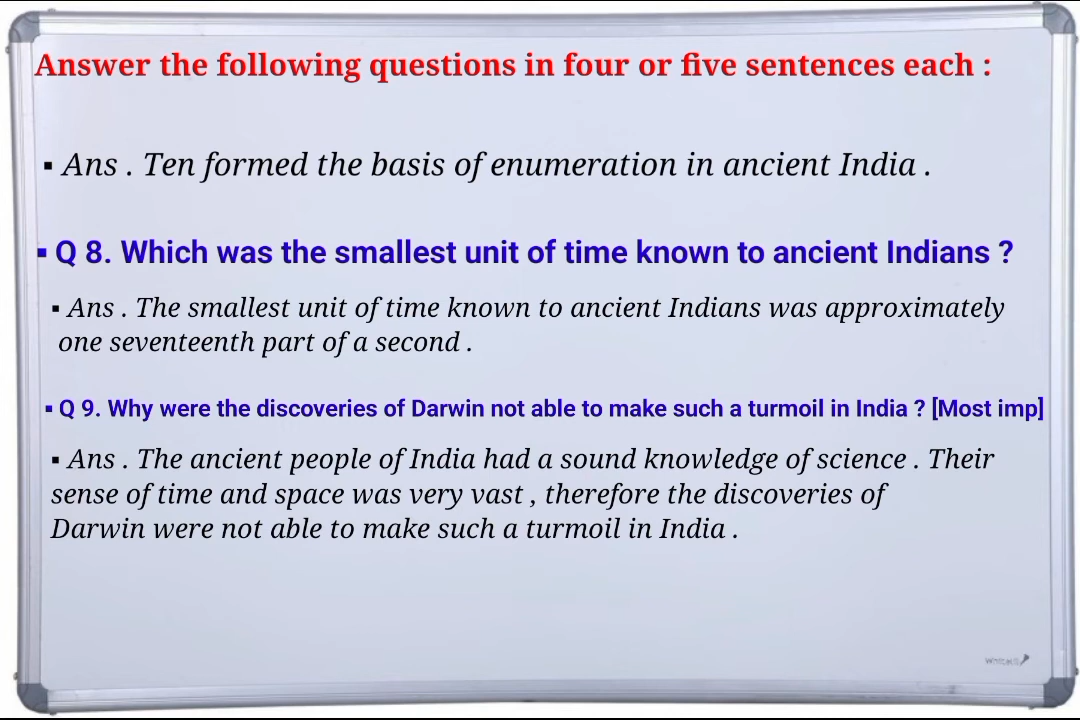 Answer the following questions in four or five sentences each :
▪ Ans . Ten formed the basis of enumeration in ancient India .
▪ Q 8. Which was the smallest unit of time known to ancient Indians ?
▪ Ans . The smallest unit of time known to ancient Indians was approximately
one seventeenth part of a second .
▪ Q 9. Why were the discoveries of Darwin not able to make such a turmoil in India ? [Most imp]
▪ Ans . The ancient people of India had a sound knowledge of science . Their
sense of time and space was very vast , therefore the discoveries of
Darwin were not able to make such a turmoil in India .